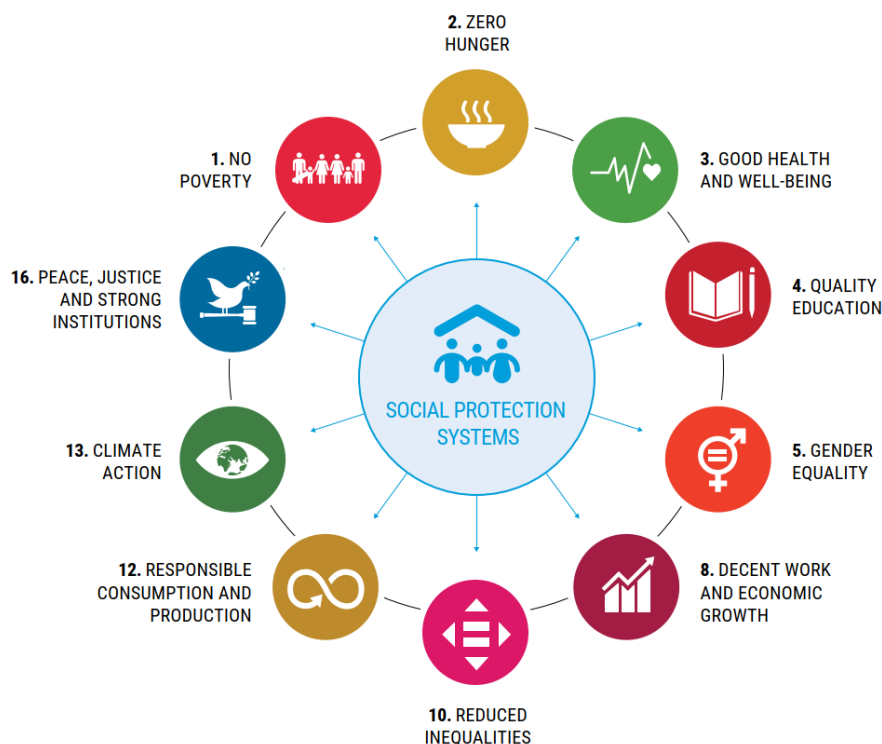 2. ZERO
HUNGER
1. NO
POVERTY
3. GOOD HEALTH
AND WELL-BEING
16. PEACE, JUSTICE
AND STRONG
INSTITUTIONS
4. QUALITY
EDUCATION
SOCIAL PROTECTION
SYSTEMS
13. CLIMATE
ACTION
5. GENDER
EQUALITY
12. RESPONSIBLE
CONSUMPTION AND
PRODUCTION
8. DECENT WORK
AND ECONOMIC
GROWTH
10. REDUCED
INEQUALITIES